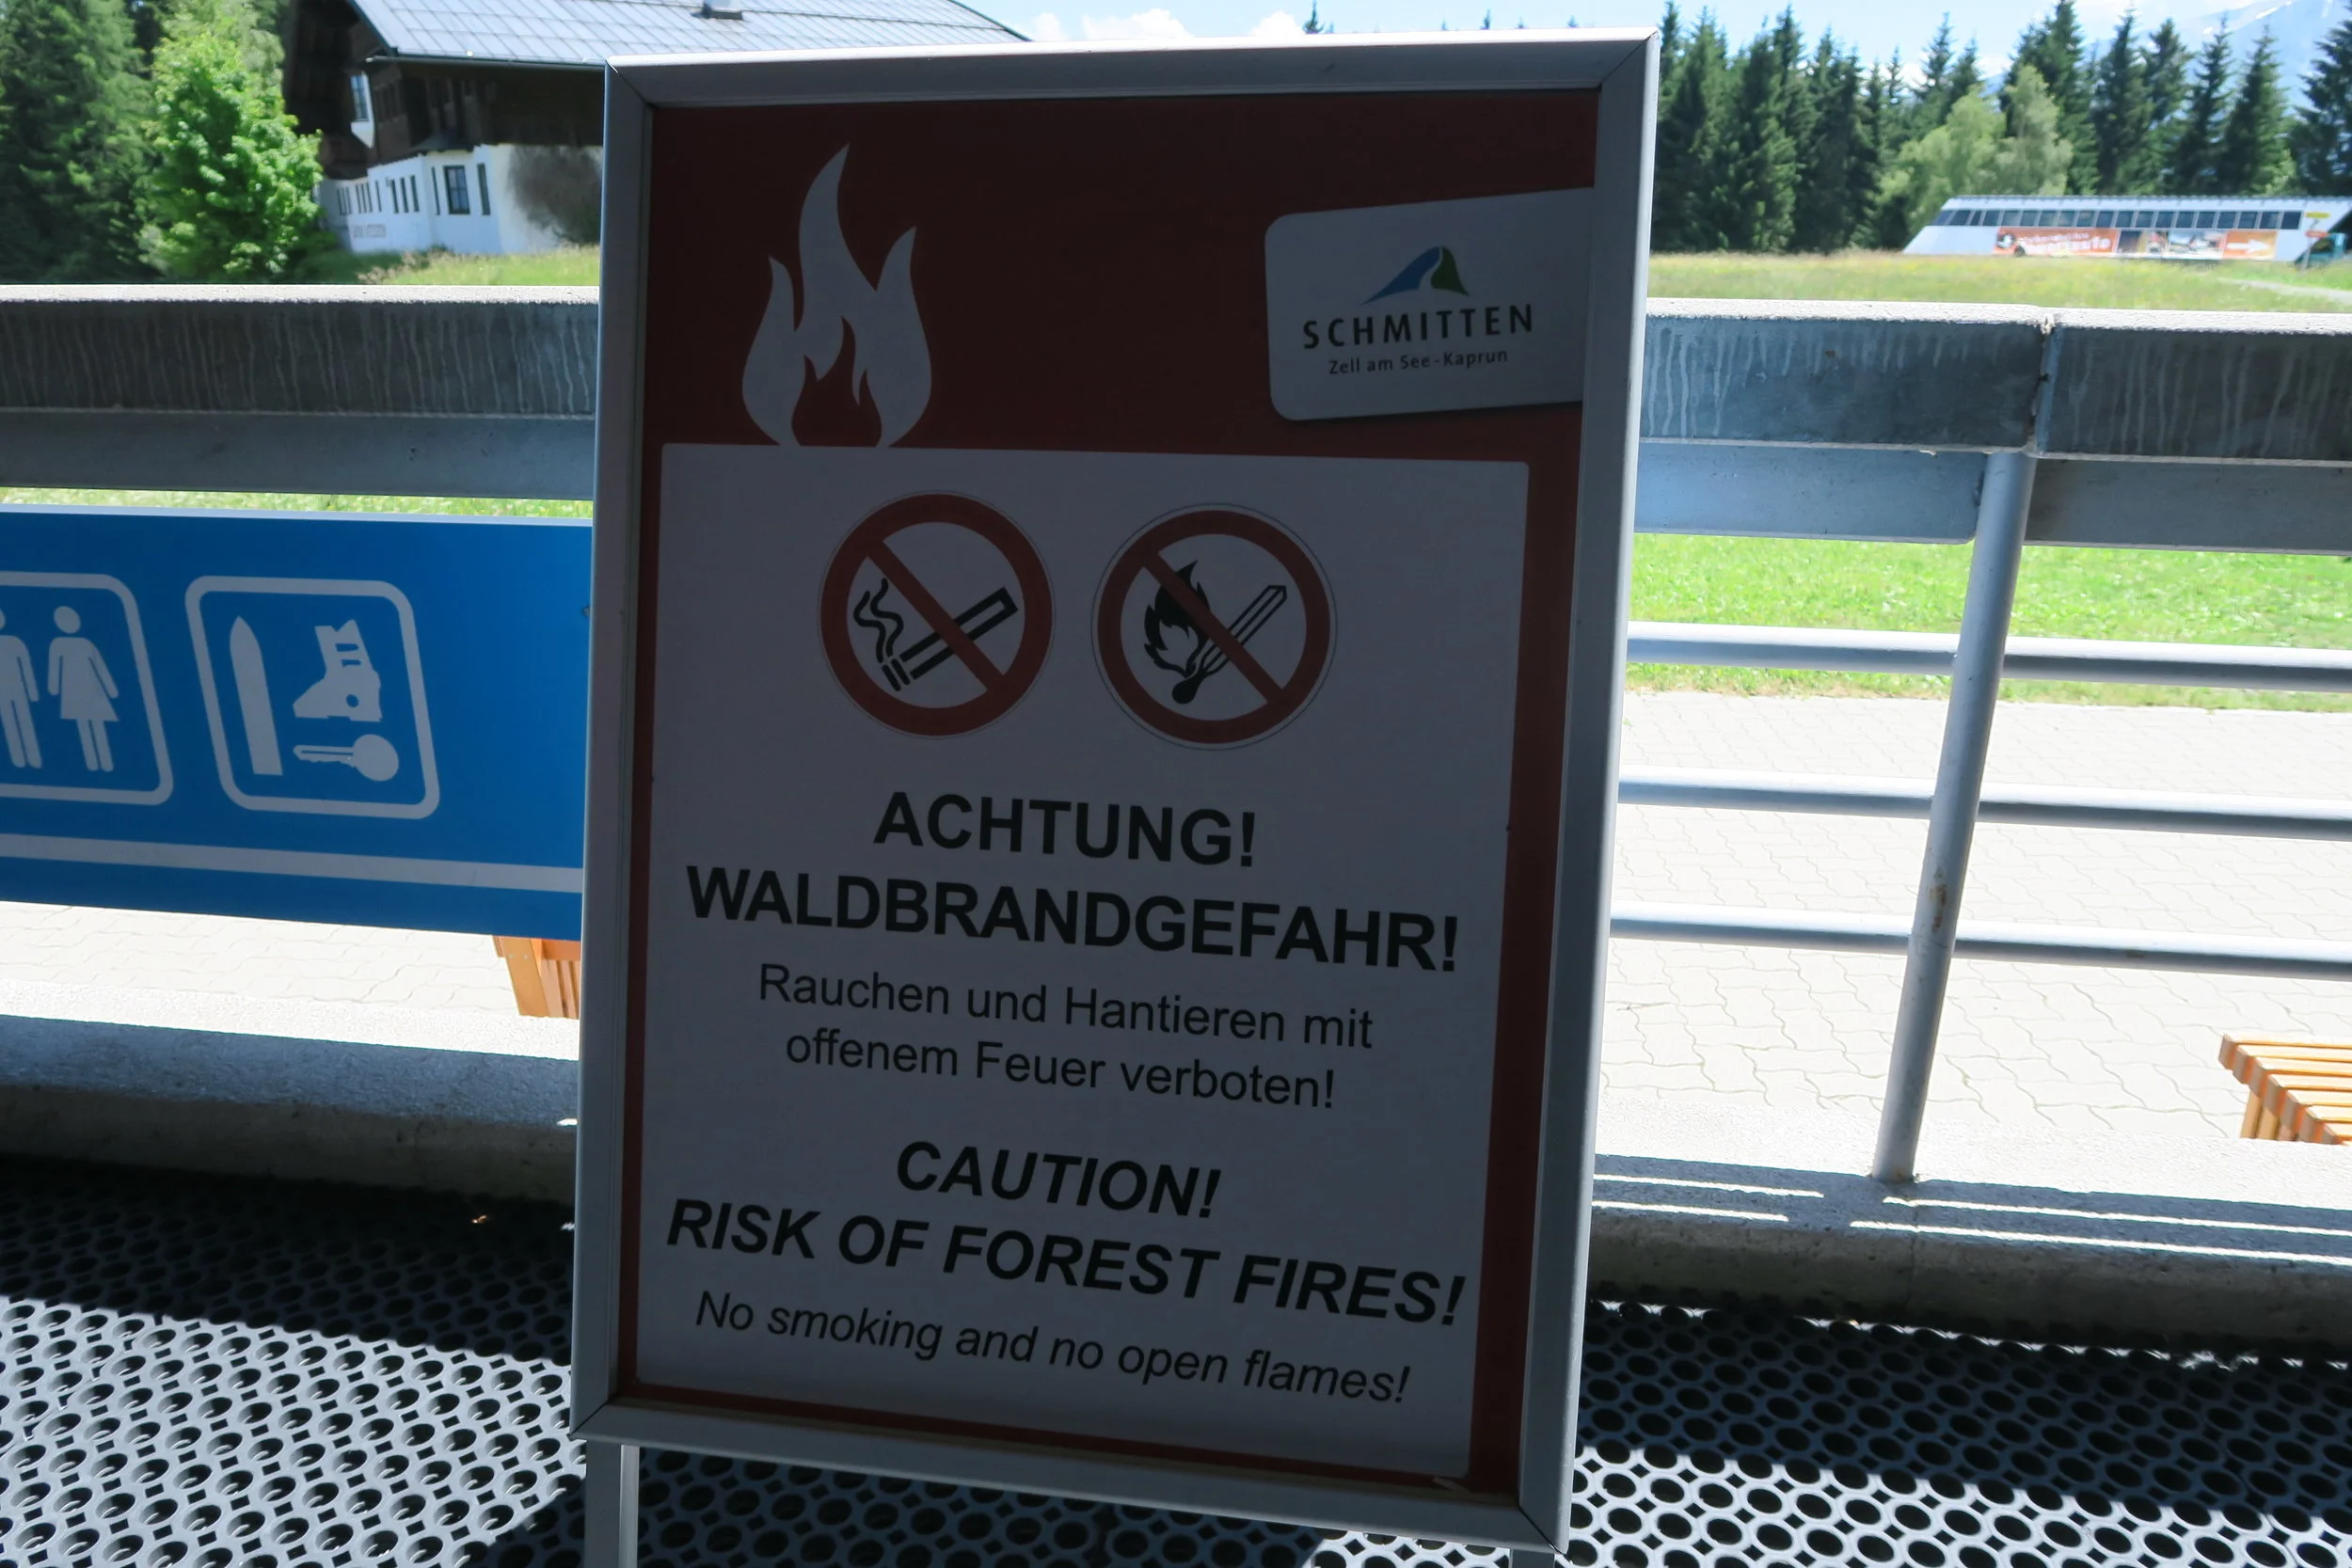 SCHMITTEN
Zell am See-Kaprun
ACHTUNG!
WALDBRANDGEFAHR!
Rauchen und Hantieren mit
offenem Feuer verboten!
CAUTION!
RISK OF FOREST FIRES!
No smoking and no open flames!